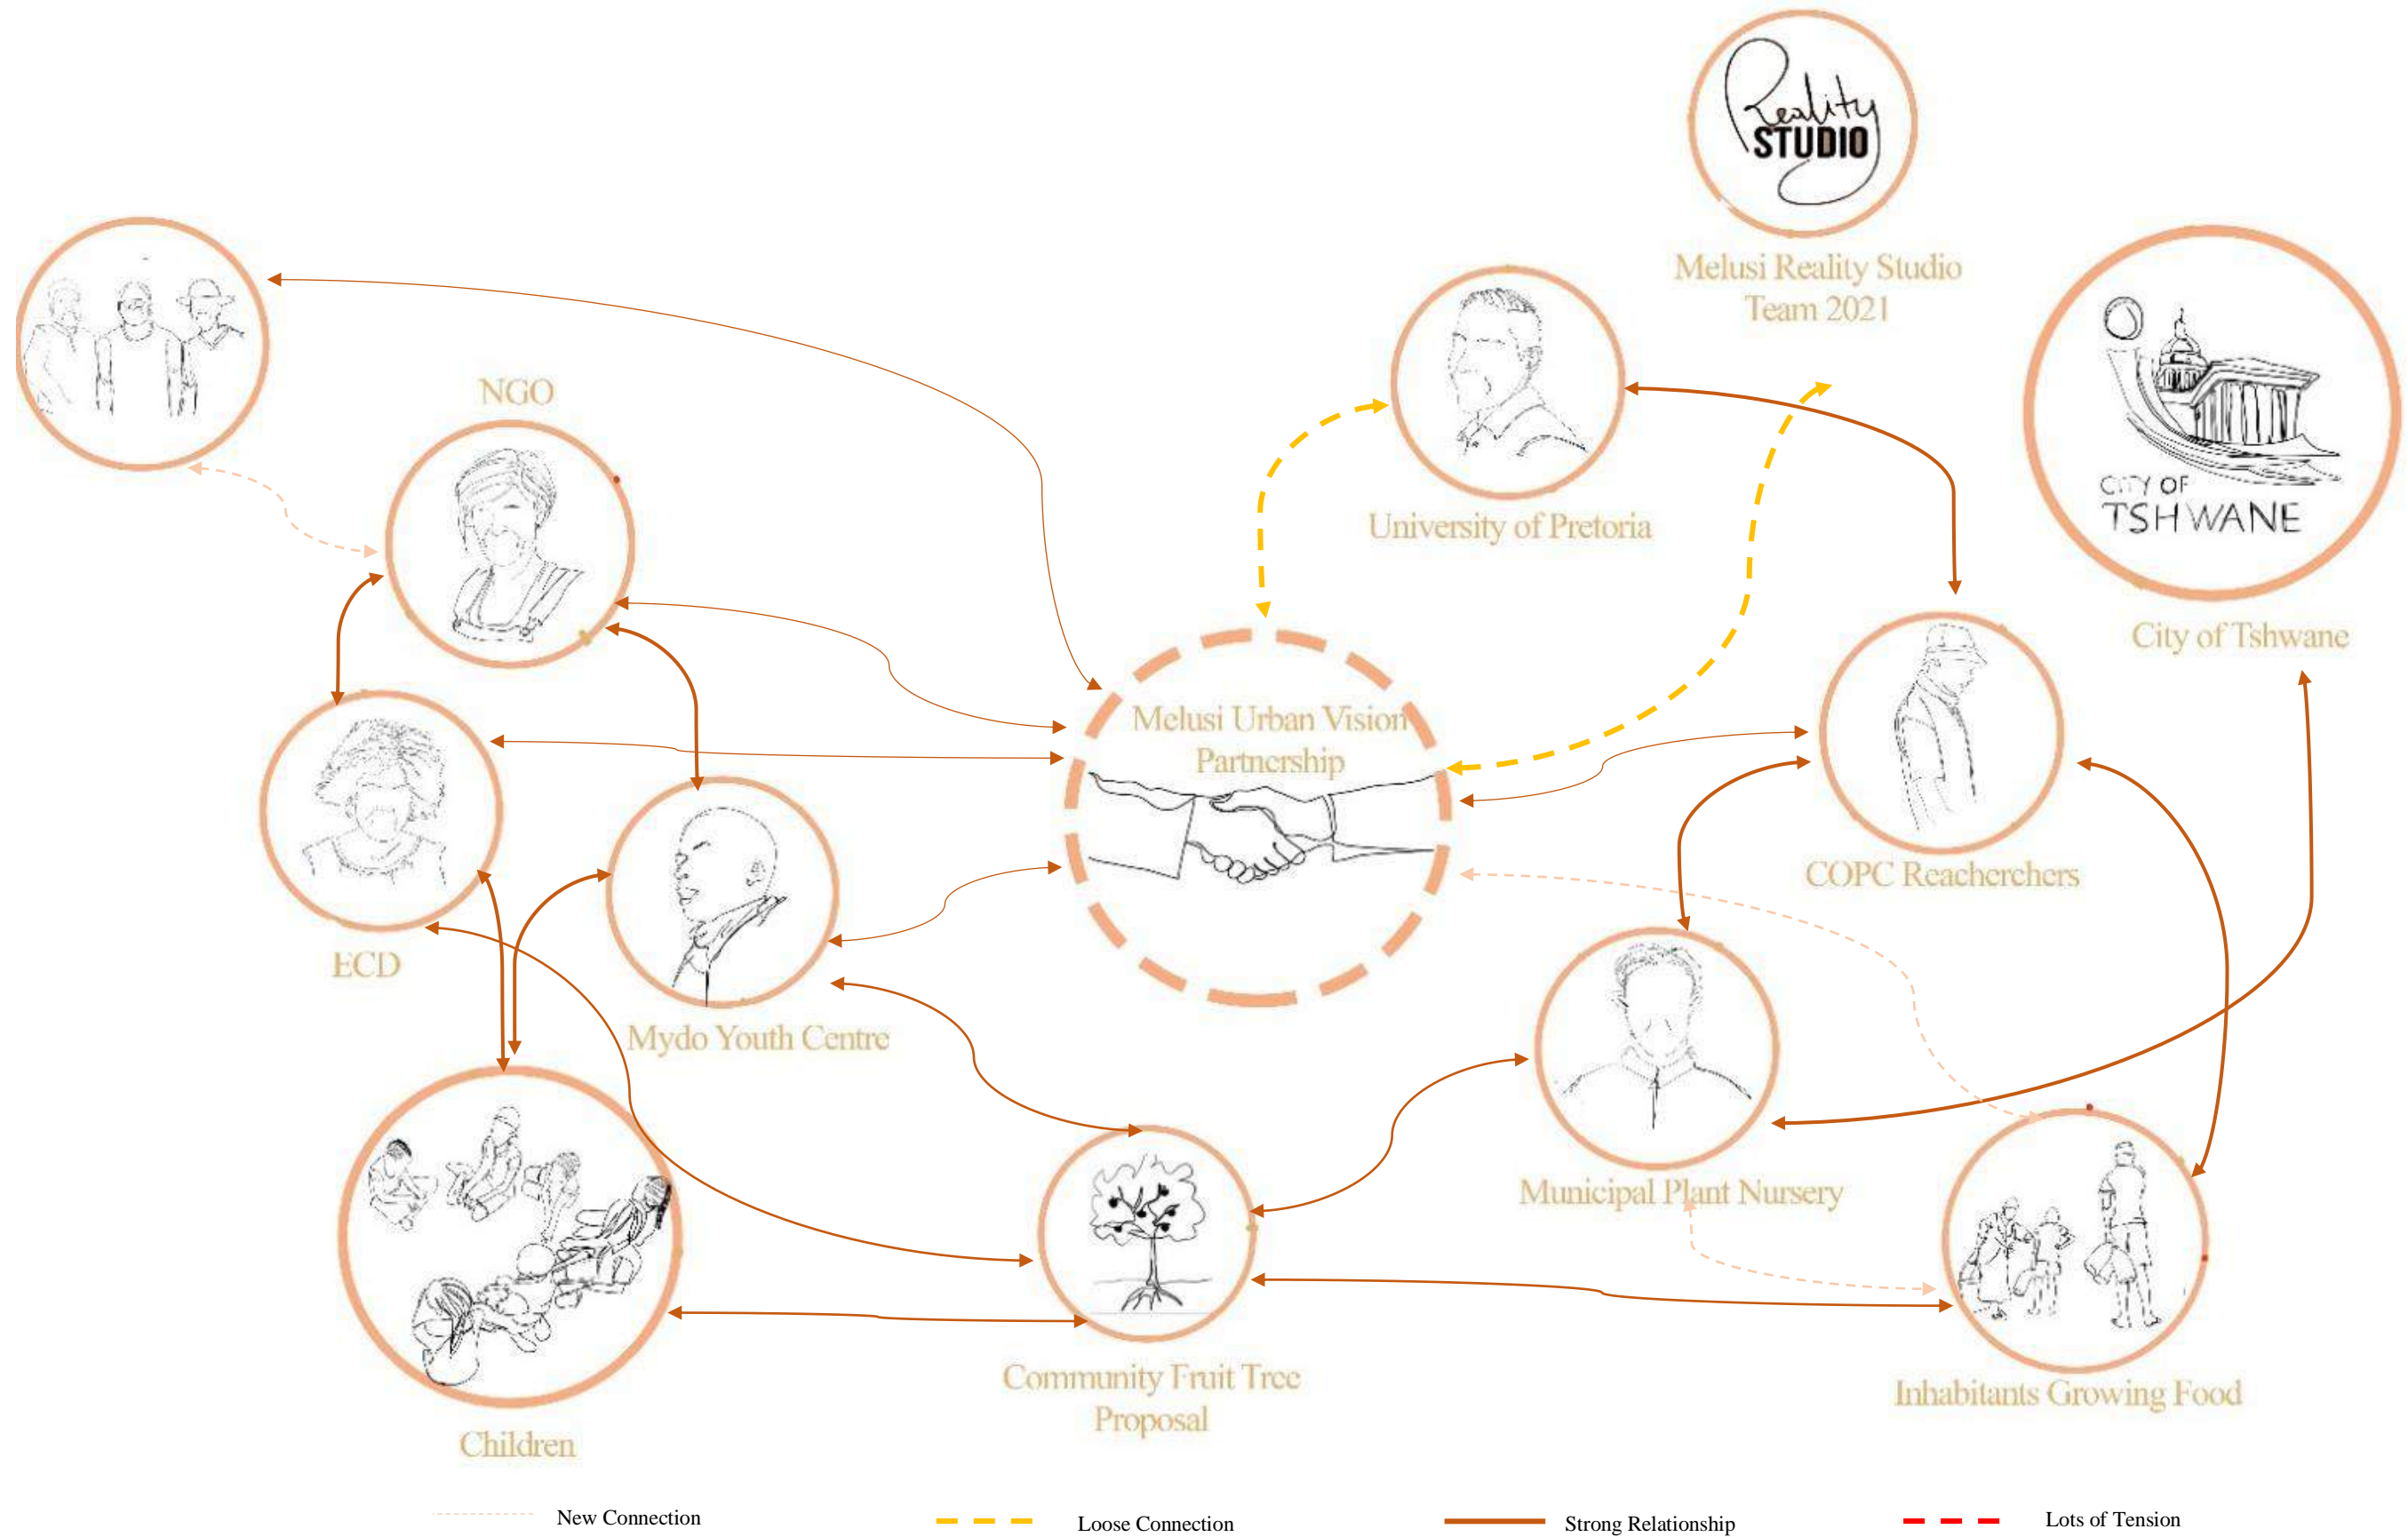 Reality
STUDIO
Melusi Reality Studio
Team 2021
NGO
University of Pretoria
CITY OF
TSHWANE
City of Tshwane
Melusi Urban Vision
Partnership
COPC Reacherchers
ECD
Mydo Youth Centre
Municipal Plant Nursery
Community Fruit Tree
Proposal
Inhabitants Growing Food
Children
New Connection
Loose Connection
Strong Relationship
Lots of Tension